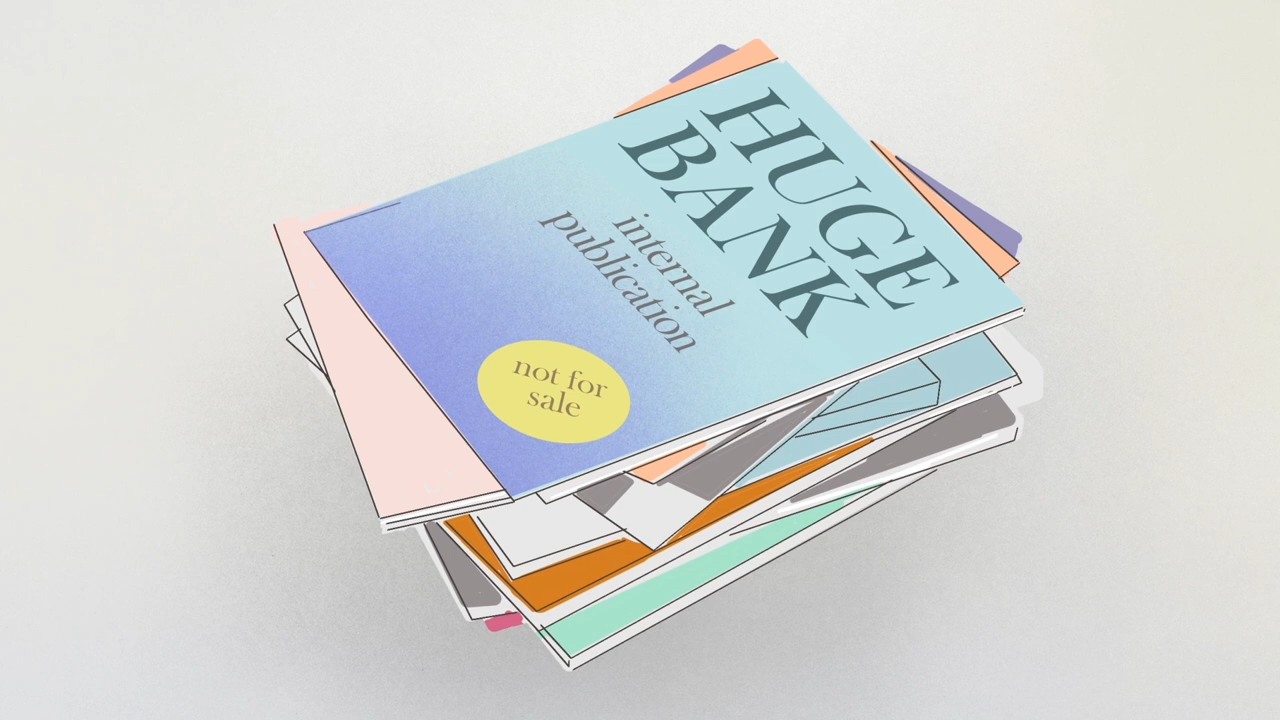 HUGE
BANK
internal
publication
not for
sale